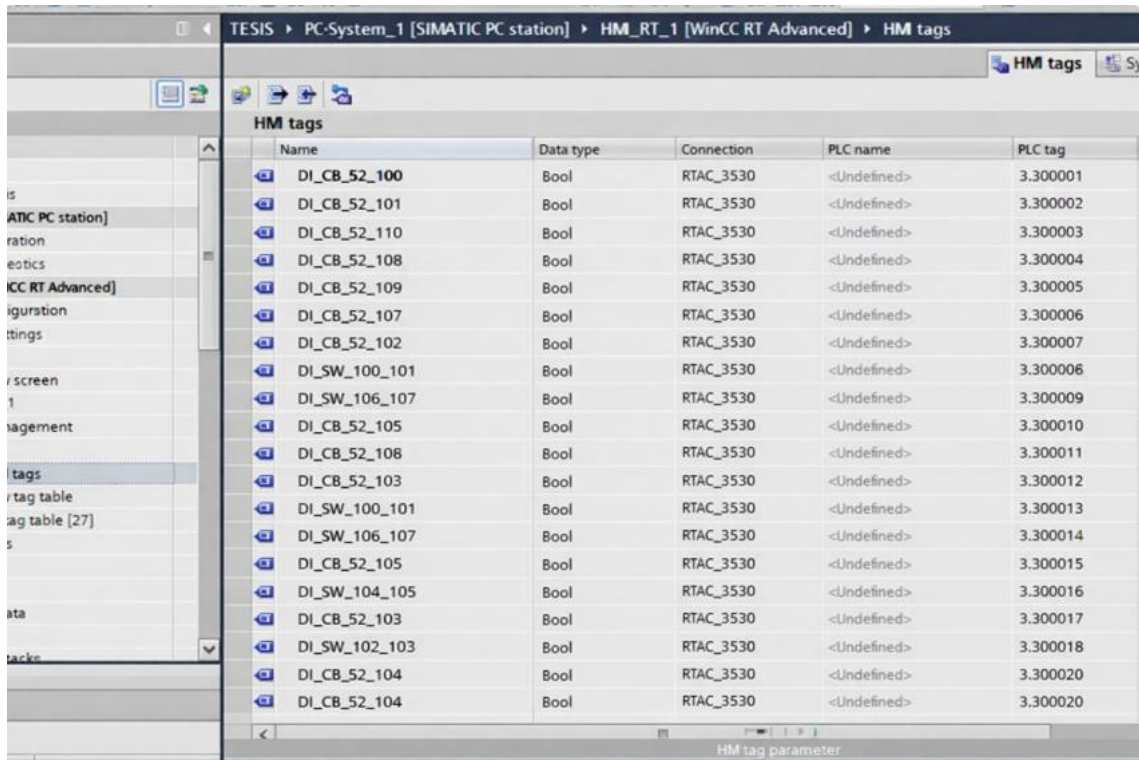 TESIS ▸ PC-System_1 [SIMATIC PC station] ▸ HM_RT_1 [WinCC RT Advanced] ▸ HM tags
HM tags
Sy
HM tags
Name Data type Connection PLC name PLC tag
DI_CB_52_100 Bool RTAC_3530 <Undefined> 3.300001
DI_CB_52_101 Bool RTAC_3530 <Undefined> 3.300002
DI_CB_52_110 Bool RTAC_3530 <Undefined> 3.300003
DI_CB_52_108 Bool RTAC_3530 <Undefined> 3.300004
DI_CB_52_109 Bool RTAC_3530 <Undefined> 3.300005
DI_CB_52_107 Bool RTAC_3530 <Undefined> 3.300006
DI_CB_52_102 Bool RTAC_3530 <Undefined> 3.300007
DI_SW_100_101 Bool RTAC_3530 <Undefined> 3.300006
DI_SW_106_107 Bool RTAC_3530 <Undefined> 3.300009
DI_CB_52_105 Bool RTAC_3530 <Undefined> 3.300010
DI_CB_52_108 Bool RTAC_3530 <Undefined> 3.300011
DI_CB_52_103 Bool RTAC_3530 <Undefined> 3.300012
DI_SW_100_101 Bool RTAC_3530 <Undefined> 3.300013
DI_SW_106_107 Bool RTAC_3530 <Undefined> 3.300014
DI_CB_52_105 Bool RTAC_3530 <Undefined> 3.300015
DI_SW_104_105 Bool RTAC_3530 <Undefined> 3.300016
DI_CB_52_103 Bool RTAC_3530 <Undefined> 3.300017
DI_SW_102_103 Bool RTAC_3530 <Undefined> 3.300018
DI_CB_52_104 Bool RTAC_3530 <Undefined> 3.300020
DI_CB_52_104 Bool RTAC_3530 <Undefined> 3.300020
HM tag parameter
is
ATIC PC station]
ration
eostics
CC RT Advanced]
igurstion
ttings
screen
1
agement
tags
tag table
tag table [27]
s
ata